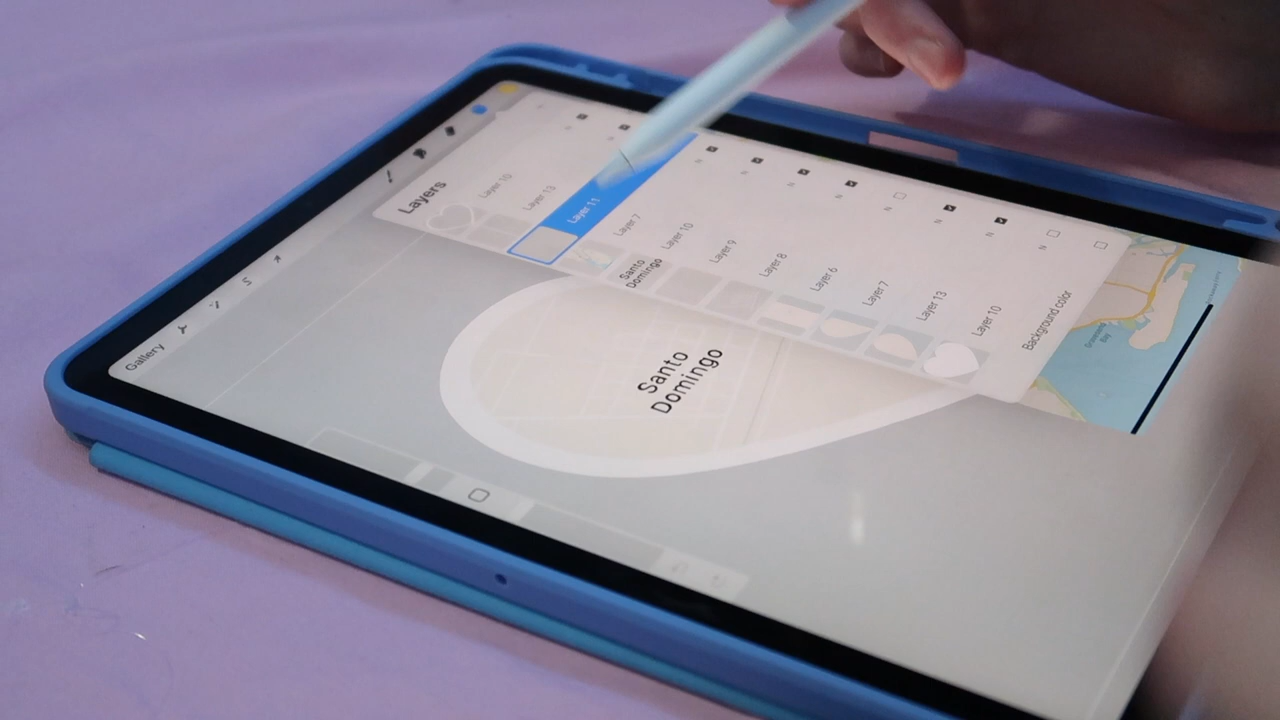 Gallery
Layers
Layer 10
N
Layer 13
N
Layer 11
Layer 7
N
Santo
Domingo
Layer 10
N
Layer 9
N
Layer 8
N
Layer 6
N
Layer 7
N
Layer 13
N
Layer 10
N
Background color
Santo
Domingo